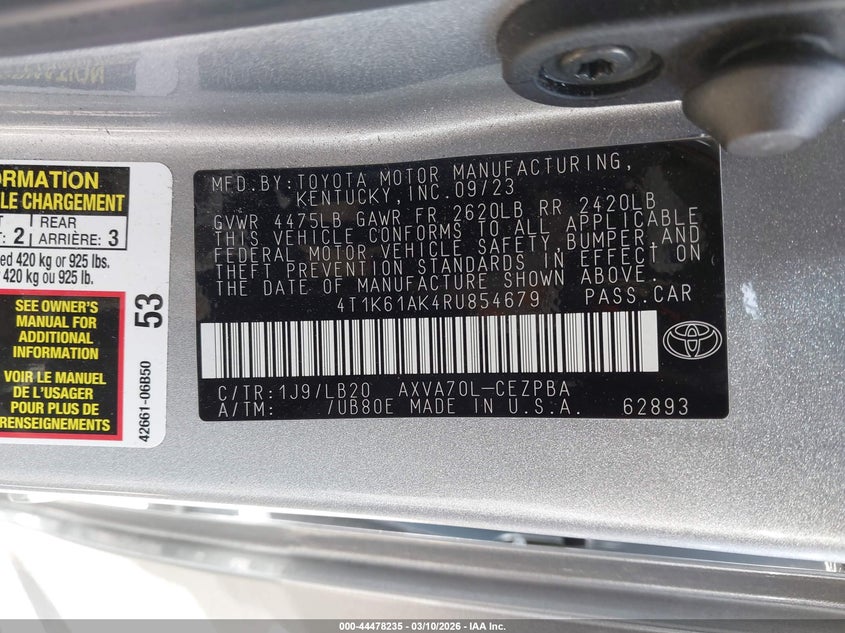 ORMATION
LE CHARGEMENT
T
: 2
REAR
ARRIÈRE: 3
ed 420 kg or 925 lbs.
420 kg ou 925 lb.
SEE OWNER'S
MANUAL FOR
ADDITIONAL
INFORMATION
VOIR LE MANUEL
DE L'USAGER
POUR PLUS DE
RENSEIGNEMENTS
53
42661-06B50
MFD.BY:TOYOTA MOTOR MANUFACTURING,
KENTUCKY,INC.09/23
GVWR 4475LB GAWR FR 2620LB RR 2420LB
THIS VEHICLE CONFORMS TO ALL APPLICABLE
FEDERAL MOTOR VEHICLE SAFETY,BUMPER,AND
THEFT PREVENTION STANDARDS IN EFFECT ON
THE DATE OF MANUFACTURE SHOWN ABOVE.
4T1K61AK4RU854679 PASS.CAR
C/TR:1J9/LB20 AXVA70L-CEZPBA
A/TM: /UB80E MADE IN U.S.A. 62893
000-44478235 - 03/10/2026 - IAA Inc.